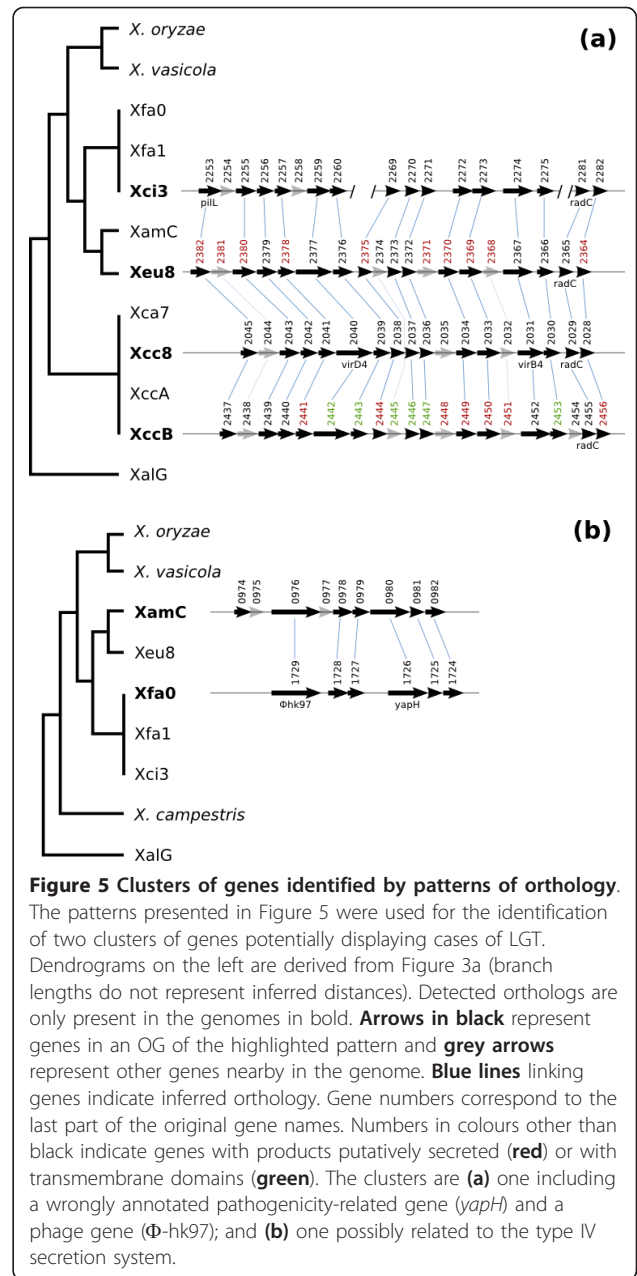 (a)
X. oryzae
X. vasicola
Xfa0
Xfa1
2253 2254 2255 2256 2257 2258 2259 2260 2269 2270 2271 2272 2273 2274 2275 2281 2282
Xci3
pilL radC
XamC
2382 2381 2380 2379 2378 2377 2376 2375 2374 2373 2372 2371 2370 2369 2368 2367 2366 2365 2364
Xeu8
radC
Xca7
2045 2044 2043 2042 2041 2040 2039 2038 2037 2036 2035 2034 2033 2032 2031 2030 2029 2028
Xcc8
virD4 virB4 radC
XccA
2437 2438 2439 2440 2441 2442 2443 2444 2445 2446 2447 2448 2449 2450 2451 2452 2453 2454 2455 2456
XccB
radC
XalG
(b)
X. oryzae
X. vasicola
0974 0975 0976 0977 0978 0979 0980 0981 0982
XamC
Xeu8
1729 1728 1727 1726 1725 1724
Xfa0
Φhk97 yapH
Xfa1
Xci3
X. campestris
XalG
Figure 5 Clusters of genes identified by patterns of orthology.
The patterns presented in Figure 5 were used for the identification
of two clusters of genes potentially displaying cases of LGT.
Dendrograms on the left are derived from Figure 3a (branch
lengths do not represent inferred distances). Detected orthologs are
only present in the genomes in bold. Arrows in black represent
genes in an OG of the highlighted pattern and grey arrows
represent other genes nearby in the genome. Blue lines linking
genes indicate inferred orthology. Gene numbers correspond to the
last part of the original gene names. Numbers in colours other than
black indicate genes with products putatively secreted (red) or with
transmembrane domains (green). The clusters are (a) one including
a wrongly annotated pathogenicity-related gene (yapH) and a
phage gene (Φ-hk97); and (b) one possibly related to the type IV
secretion system.